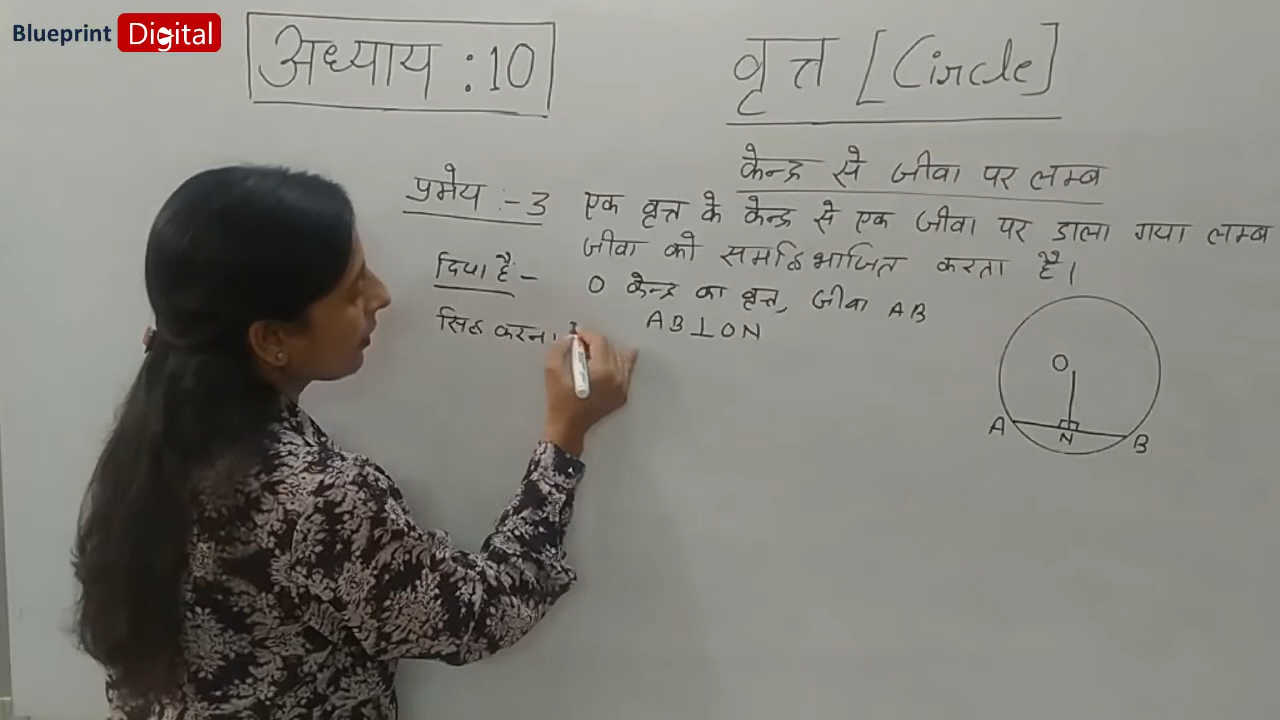 Blueprint Digital
अध्याय :10
वृत्त [Circle]
केन्द्र से जीवा पर लम्ब
प्रमेय :- 3 एक वृत्त के केन्द्र से एक जीवा पर डाला गया लम्ब
जीवा को समद्विभाजित करता है।
दिया है :- O केन्द्र का वृत्त, जीवा AB
AB⊥ON
सिद्ध करना
O
A
N
B